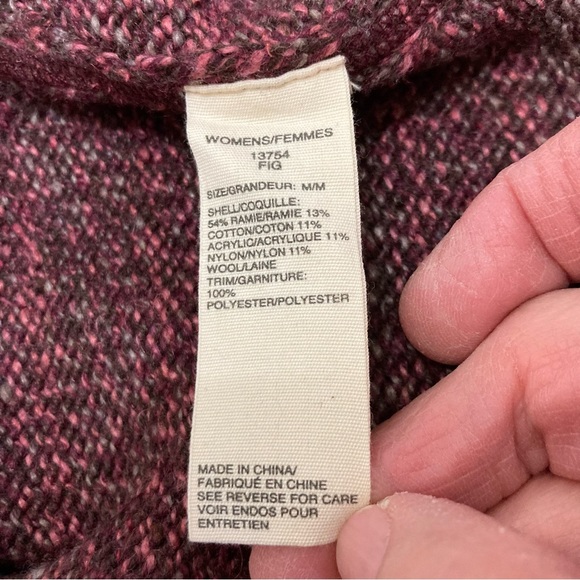 WOMENS/FEMMES
13754
FIG
SIZE/GRANDEUR: M/M
SHELL/COQUILLE:
54% RAMIE/RAMIE 13%
COTTON/COTON 11%
ACRYLIC/ACRYLIQUE 11%
NYLON/NYLON 11%
WOOL/LAINE
TRIM/GARNITURE:
100%
POLYESTER/POLYESTER
MADE IN CHINA/
FABRIQUÉ EN CHINE
SEE REVERSE FOR CARE
VOIR ENDOS POUR
ENTRETIEN